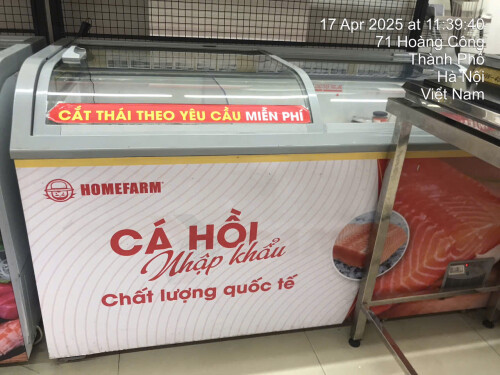 17 Apr 2025 at 11:39:40
71 Hoàng Công
Thành Phố
Hà Nội
Việt Nam
CẮT THÁI THEO YÊU CẦU MIỄN PHÍ
HOMEFARM
CÁ HỒI
Nhập khẩu
Chất lượng quốc tế